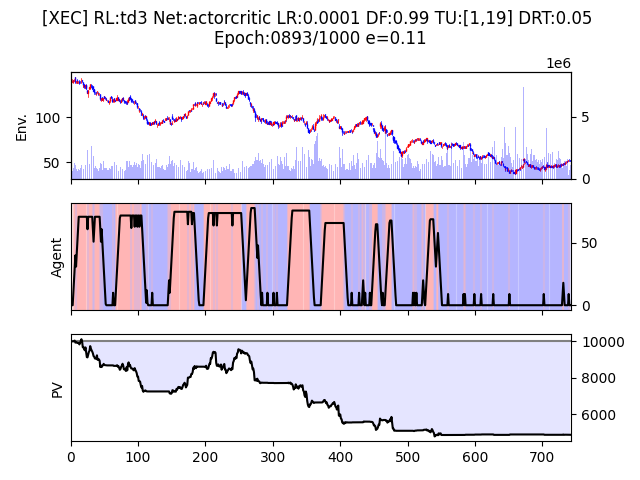 [XEC] RL:td3 Net:actorcritic LR:0.0001 DF:0.99 TU:[1,19] DRT:0.05
Epoch:0893/1000 e=0.11
1e6
Env.
100
50
5
0
Agent
50
0
PV
10000
8000
6000
0 100 200 300 400 500 600 700